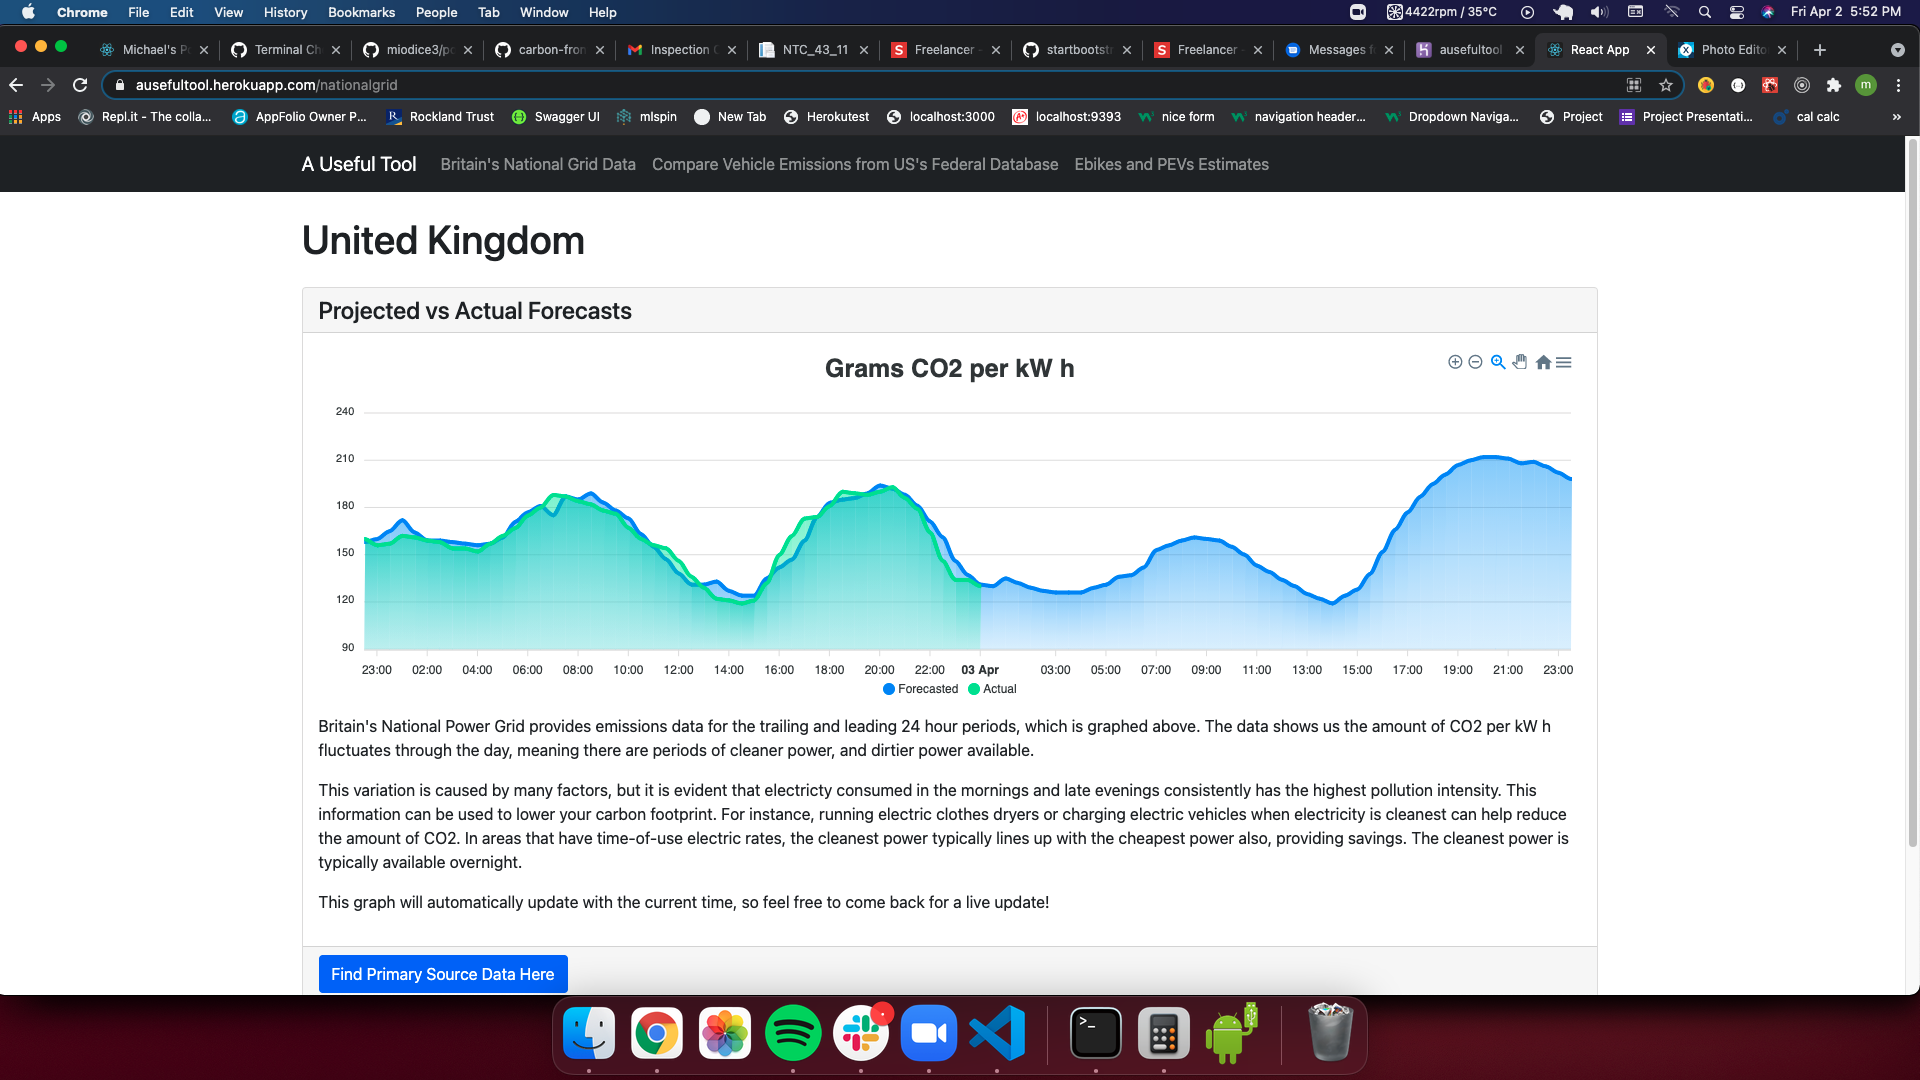 Chrome File Edit View History Bookmarks People Tab Window Help 4422rpm / 35°C Fri Apr 2 5:52 PM
Michael's P Terminal Ch miodice3/p carbon-fron Inspection NTC_43_11 Freelancer - startbootst Freelancer - Messages f ausefultool React App Photo Edito
ausefultool.herokuapp.com/nationalgrid m
Apps Repl.it - The colla... AppFolio Owner P... Rockland Trust Swagger UI mlspin New Tab Herokutest localhost:3000 localhost:9393 nice form navigation header... Dropdown Naviga... Project Project Presentati... cal calc »
A Useful Tool Britain's National Grid Data Compare Vehicle Emissions from US's Federal Database Ebikes and PEVs Estimates
United Kingdom
Projected vs Actual Forecasts
Grams CO2 per kW h
240
210
180
150
120
90
23:00 02:00 04:00 06:00 08:00 10:00 12:00 14:00 16:00 18:00 20:00 22:00 03 Apr 03:00 05:00 07:00 09:00 11:00 13:00 15:00 17:00 19:00 21:00 23:00
Forecasted Actual
Britain's National Power Grid provides emissions data for the trailing and leading 24 hour periods, which is graphed above. The data shows us the amount of CO2 per kW h
fluctuates through the day, meaning there are periods of cleaner power, and dirtier power available.
This variation is caused by many factors, but it is evident that electricty consumed in the mornings and late evenings consistently has the highest pollution intensity. This
information can be used to lower your carbon footprint. For instance, running electric clothes dryers or charging electric vehicles when electricity is cleanest can help reduce
the amount of CO2. In areas that have time-of-use electric rates, the cleanest power typically lines up with the cheapest power also, providing savings. The cleanest power is
typically available overnight.
This graph will automatically update with the current time, so feel free to come back for a live update!
Find Primary Source Data Here